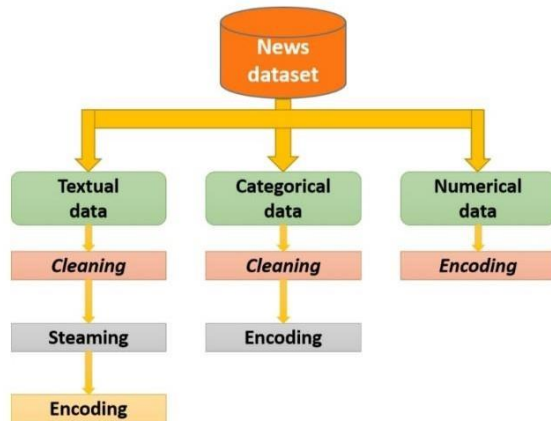 News
dataset
Textual
data
Categorical
data
Numerical
data
Cleaning
Cleaning
Encoding
Steaming
Encoding
Encoding